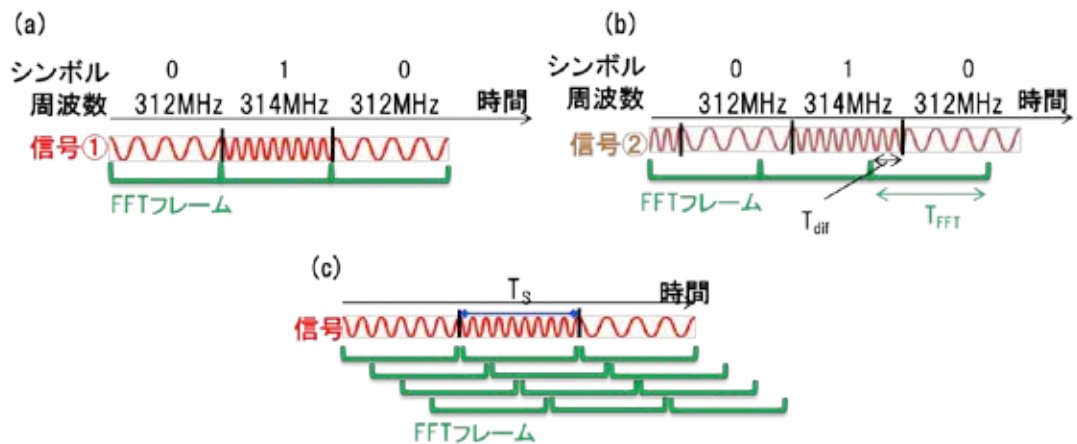 (a)
シンボル 0 1 0
周波数 312MHz 314MHz 312MHz 時間
信号①
FFTフレーム
(b)
シンボル 0 1 0
周波数 312MHz 314MHz 312MHz 時間
信号②
FFTフレーム
Tdif
TFFT
(c)
TS 時間
信号
FFTフレーム